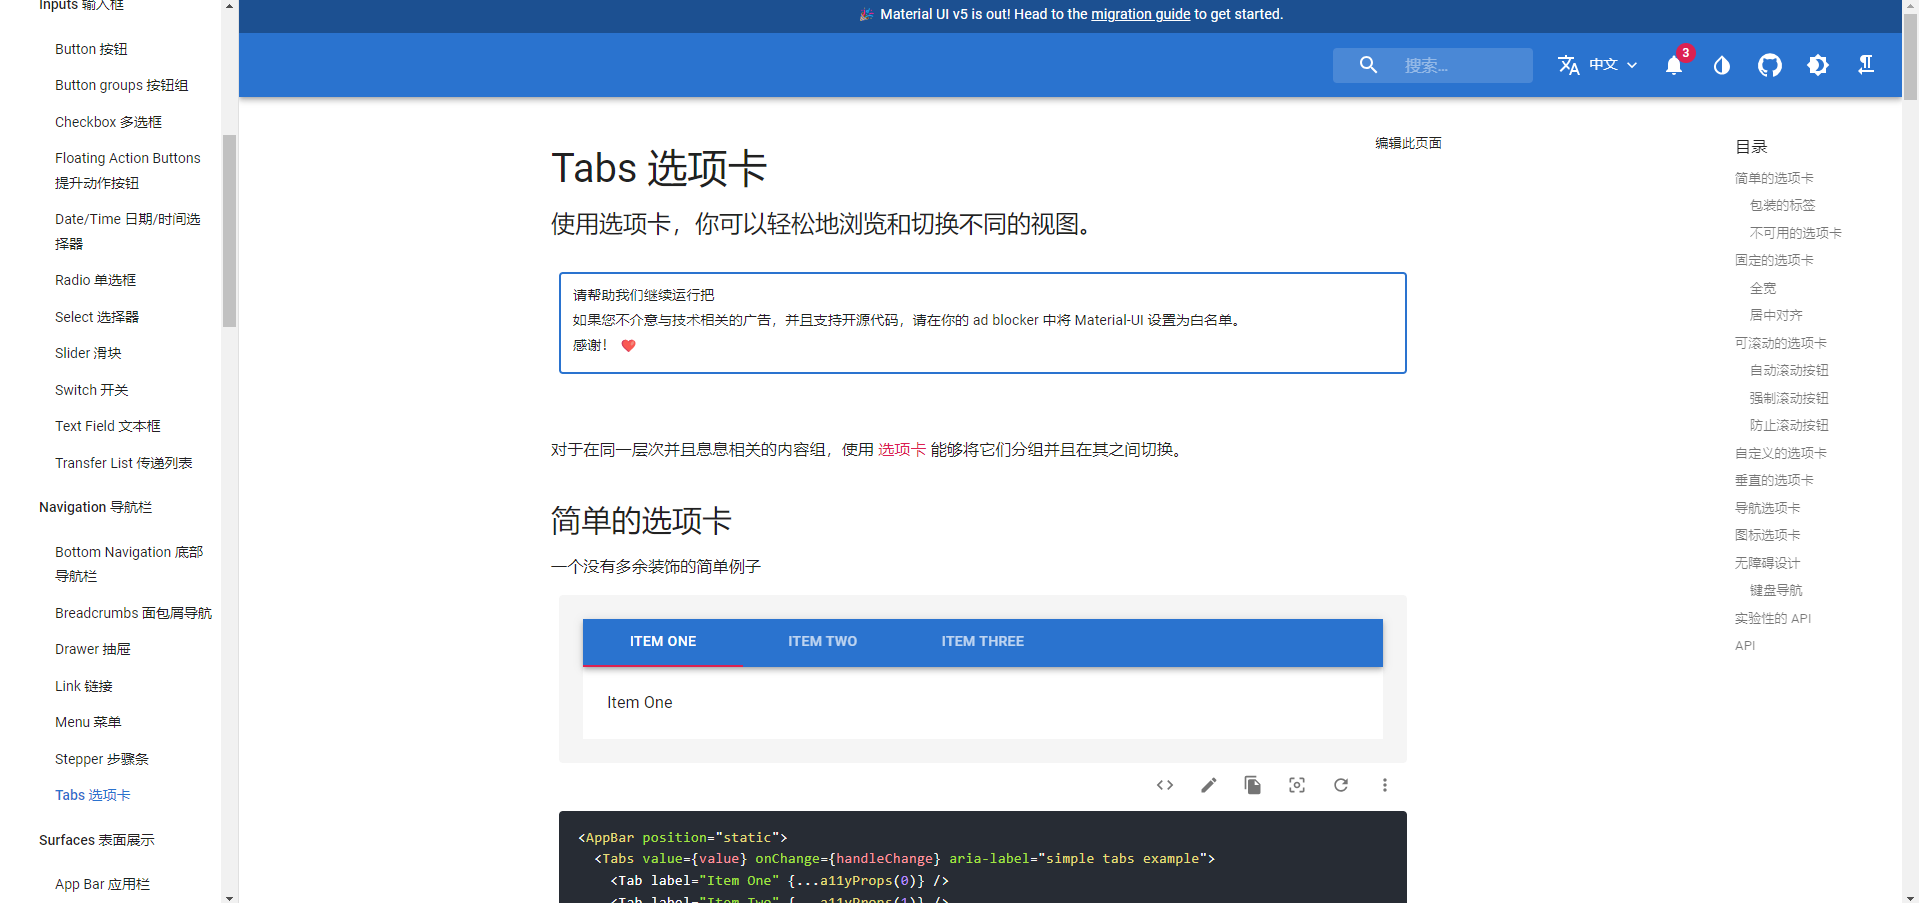 Inputs 输入框
Button 按钮
Button groups 按钮组
Checkbox 多选框
Floating Action Buttons
提升动作按钮
Date/Time 日期/时间选
择器
Radio 单选框
Select 选择器
Slider 滑块
Switch 开关
Text Field 文本框
Transfer List 传递列表
Navigation 导航栏
Bottom Navigation 底部
导航栏
Breadcrumbs 面包屑导航
Drawer 抽屉
Link 链接
Menu 菜单
Stepper 步骤条
Tabs 选项卡
Surfaces 表面展示
App Bar 应用栏
🎉 Material UI v5 is out! Head to the migration guide to get started.
搜索…
中文
3
编辑此页面
Tabs 选项卡
使用选项卡，你可以轻松地浏览和切换不同的视图。
请帮助我们继续运行把
如果您不介意与技术相关的广告，并且支持开源代码，请在你的 ad blocker 中将 Material-UI 设置为白名单。
感谢！ ❤️
对于在同一层次并且息息相关的内容组，使用 选项卡 能够将它们分组并且在其之间切换。
简单的选项卡
一个没有多余装饰的简单例子
ITEM ONE ITEM TWO ITEM THREE
Item One
<AppBar position="static">
<Tabs value={value} onChange={handleChange} aria-label="simple tabs example">
<Tab label="Item One" {...a11yProps(0)} />
<Tab label="Item Two" {...a11yProps(1)} />
目录
简单的选项卡
包装的标签
不可用的选项卡
固定的选项卡
全宽
居中对齐
可滚动的选项卡
自动滚动按钮
强制滚动按钮
防止滚动按钮
自定义的选项卡
垂直的选项卡
导航选项卡
图标选项卡
无障碍设计
键盘导航
实验性的 API
API